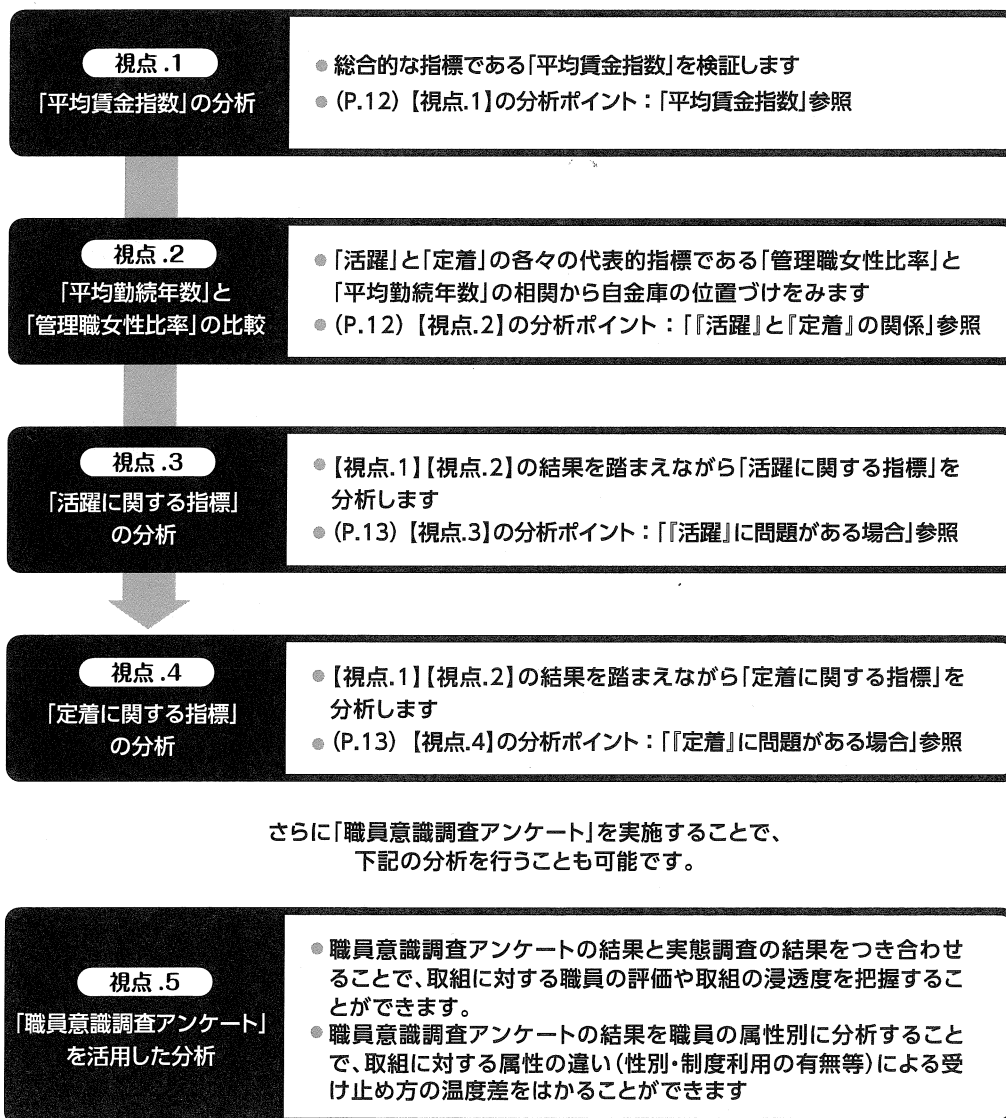 視点.1
「平均賃金指数」の分析
●総合的な指標である「平均賃金指数」を検証します
●(P.12)【視点.1】の分析ポイント：「平均賃金指数」参照
視点.2
「平均勤続年数」と
「管理職女性比率」の比較
●「活躍」と「定着」の各々の代表的指標である「管理職女性比率」と
「平均勤続年数」の相関から自金庫の位置づけをみます
●(P.12)【視点.2】の分析ポイント：「『活躍』と『定着』の関係」参照
視点.3
「活躍に関する指標」
の分析
●【視点.1】【視点.2】の結果を踏まえながら「活躍に関する指標」を
分析します
●(P.13)【視点.3】の分析ポイント：「『活躍』に問題がある場合」参照
視点.4
「定着に関する指標」
の分析
●【視点.1】【視点.2】の結果を踏まえながら「定着に関する指標」を
分析します
●(P.13)【視点.4】の分析ポイント：「『定着』に問題がある場合」参照
さらに「職員意識調査アンケート」を実施することで、
下記の分析を行うことも可能です。
視点.5
「職員意識調査アンケート」
を活用した分析
●職員意識調査アンケートの結果と実態調査の結果をつき合わせ
ることで、取組に対する職員の評価や取組の浸透度を把握するこ
とができます。
●職員意識調査アンケートの結果を職員の属性別に分析すること
で、取組に対する属性の違い（性別・制度利用の有無等）による受
け止め方の温度差をはかることができます